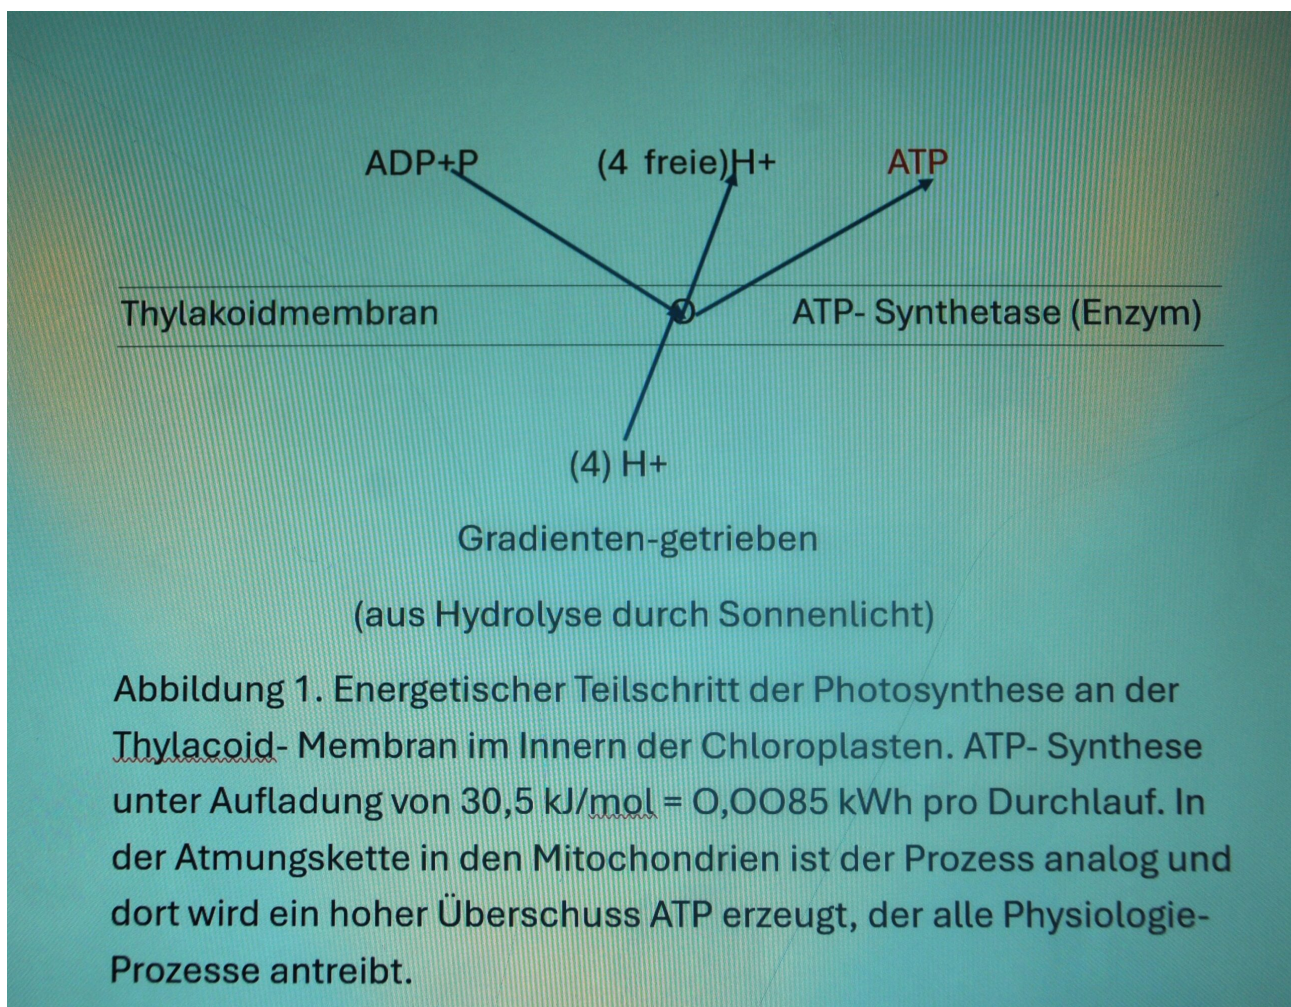 ADP+P (4 freie)H+ ATP
Thylakoidmembran ATP- Synthetase (Enzym)
(4) H+
Gradienten-getrieben
(aus Hydrolyse durch Sonnenlicht)
Abbildung 1. Energetischer Teilschritt der Photosynthese an der
Thylacoid- Membran im Innern der Chloroplasten. ATP- Synthese
unter Aufladung von 30,5 kJ/mol = O,OO85 kWh pro Durchlauf. In
der Atmungskette in den Mitochondrien ist der Prozess analog und
dort wird ein hoher Überschuss ATP erzeugt, der alle Physiologie-
Prozesse antreibt.